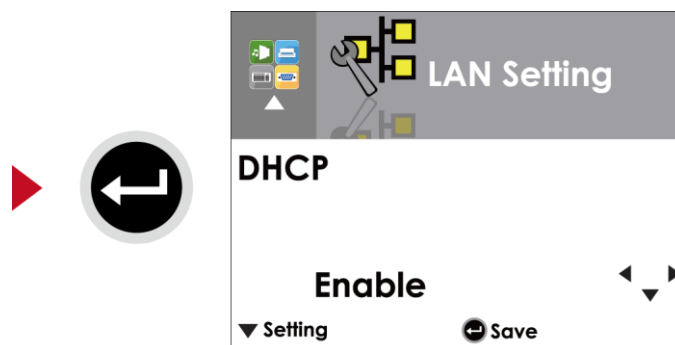 LAN Setting
DHCP
Enable
Setting
Save